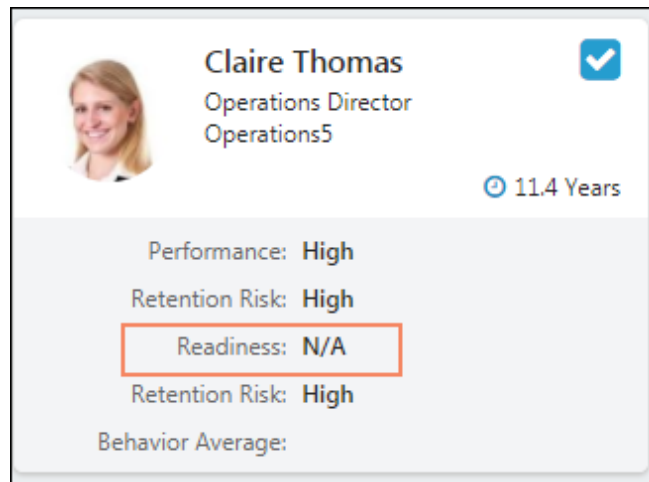 Claire Thomas
Operations Director
Operations5
11.4 Years
Performance: High
Retention Risk: High
Readiness: N/A
Retention Risk: High
Behavior Average: